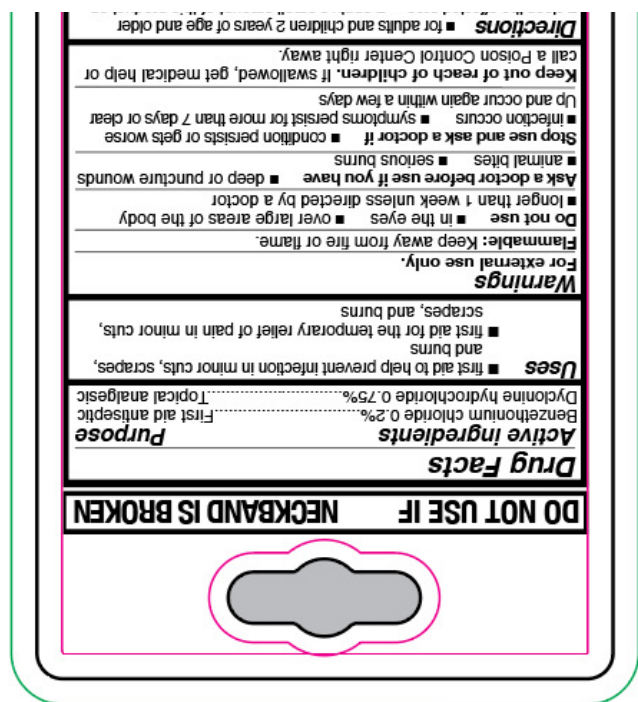 DO NOT USE IF NECKBAND IS BROKEN
Drug Facts
Active ingredients Purpose
Benzethonium chloride 0.2%......................................First aid antiseptic
Dyclonine hydrochloride 0.75%..........................Topical analgesic
Uses ■ first aid to help prevent infection in minor cuts, scrapes,
and burns
■ first aid for the temporary relief of pain in minor cuts,
scrapes, and burns
Warnings
For external use only.
Flammable: Keep away from fire or flame.
Do not use ■ in the eyes ■ over large areas of the body
■ longer than 1 week unless directed by a doctor
Ask a doctor before use if you have ■ deep or puncture wounds
■ animal bites ■ serious burns
Stop use and ask a doctor if ■ condition persists or gets worse
■ infection occurs ■ symptoms persist for more than 7 days or clear
Up and occur again within a few days
Keep out of reach of children. If swallowed, get medical help or
call a Poison Control Center right away.
Directions ■ for adults and children 2 years of age and older